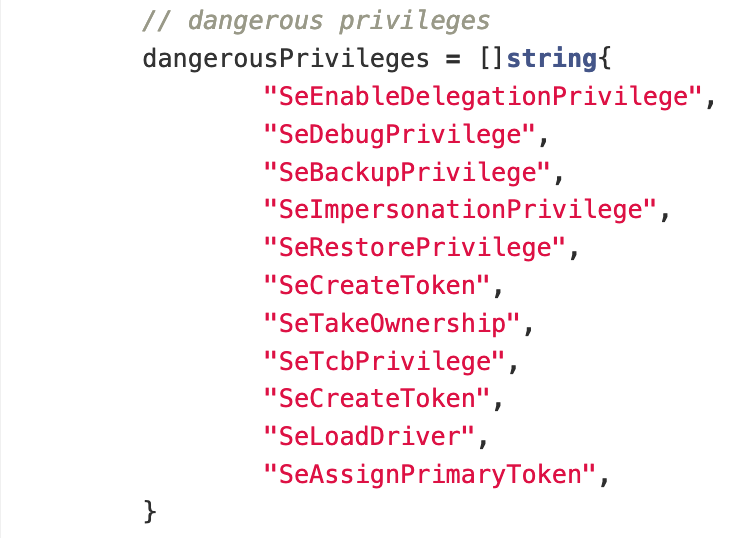 // dangerous privileges
dangerousPrivileges = []string{
"SeEnableDelegationPrivilege",
"SeDebugPrivilege",
"SeBackupPrivilege",
"SeImpersonationPrivilege",
"SeRestorePrivilege",
"SeCreateToken",
"SeTakeOwnership",
"SeTcbPrivilege",
"SeCreateToken",
"SeLoadDriver",
"SeAssignPrimaryToken",
}